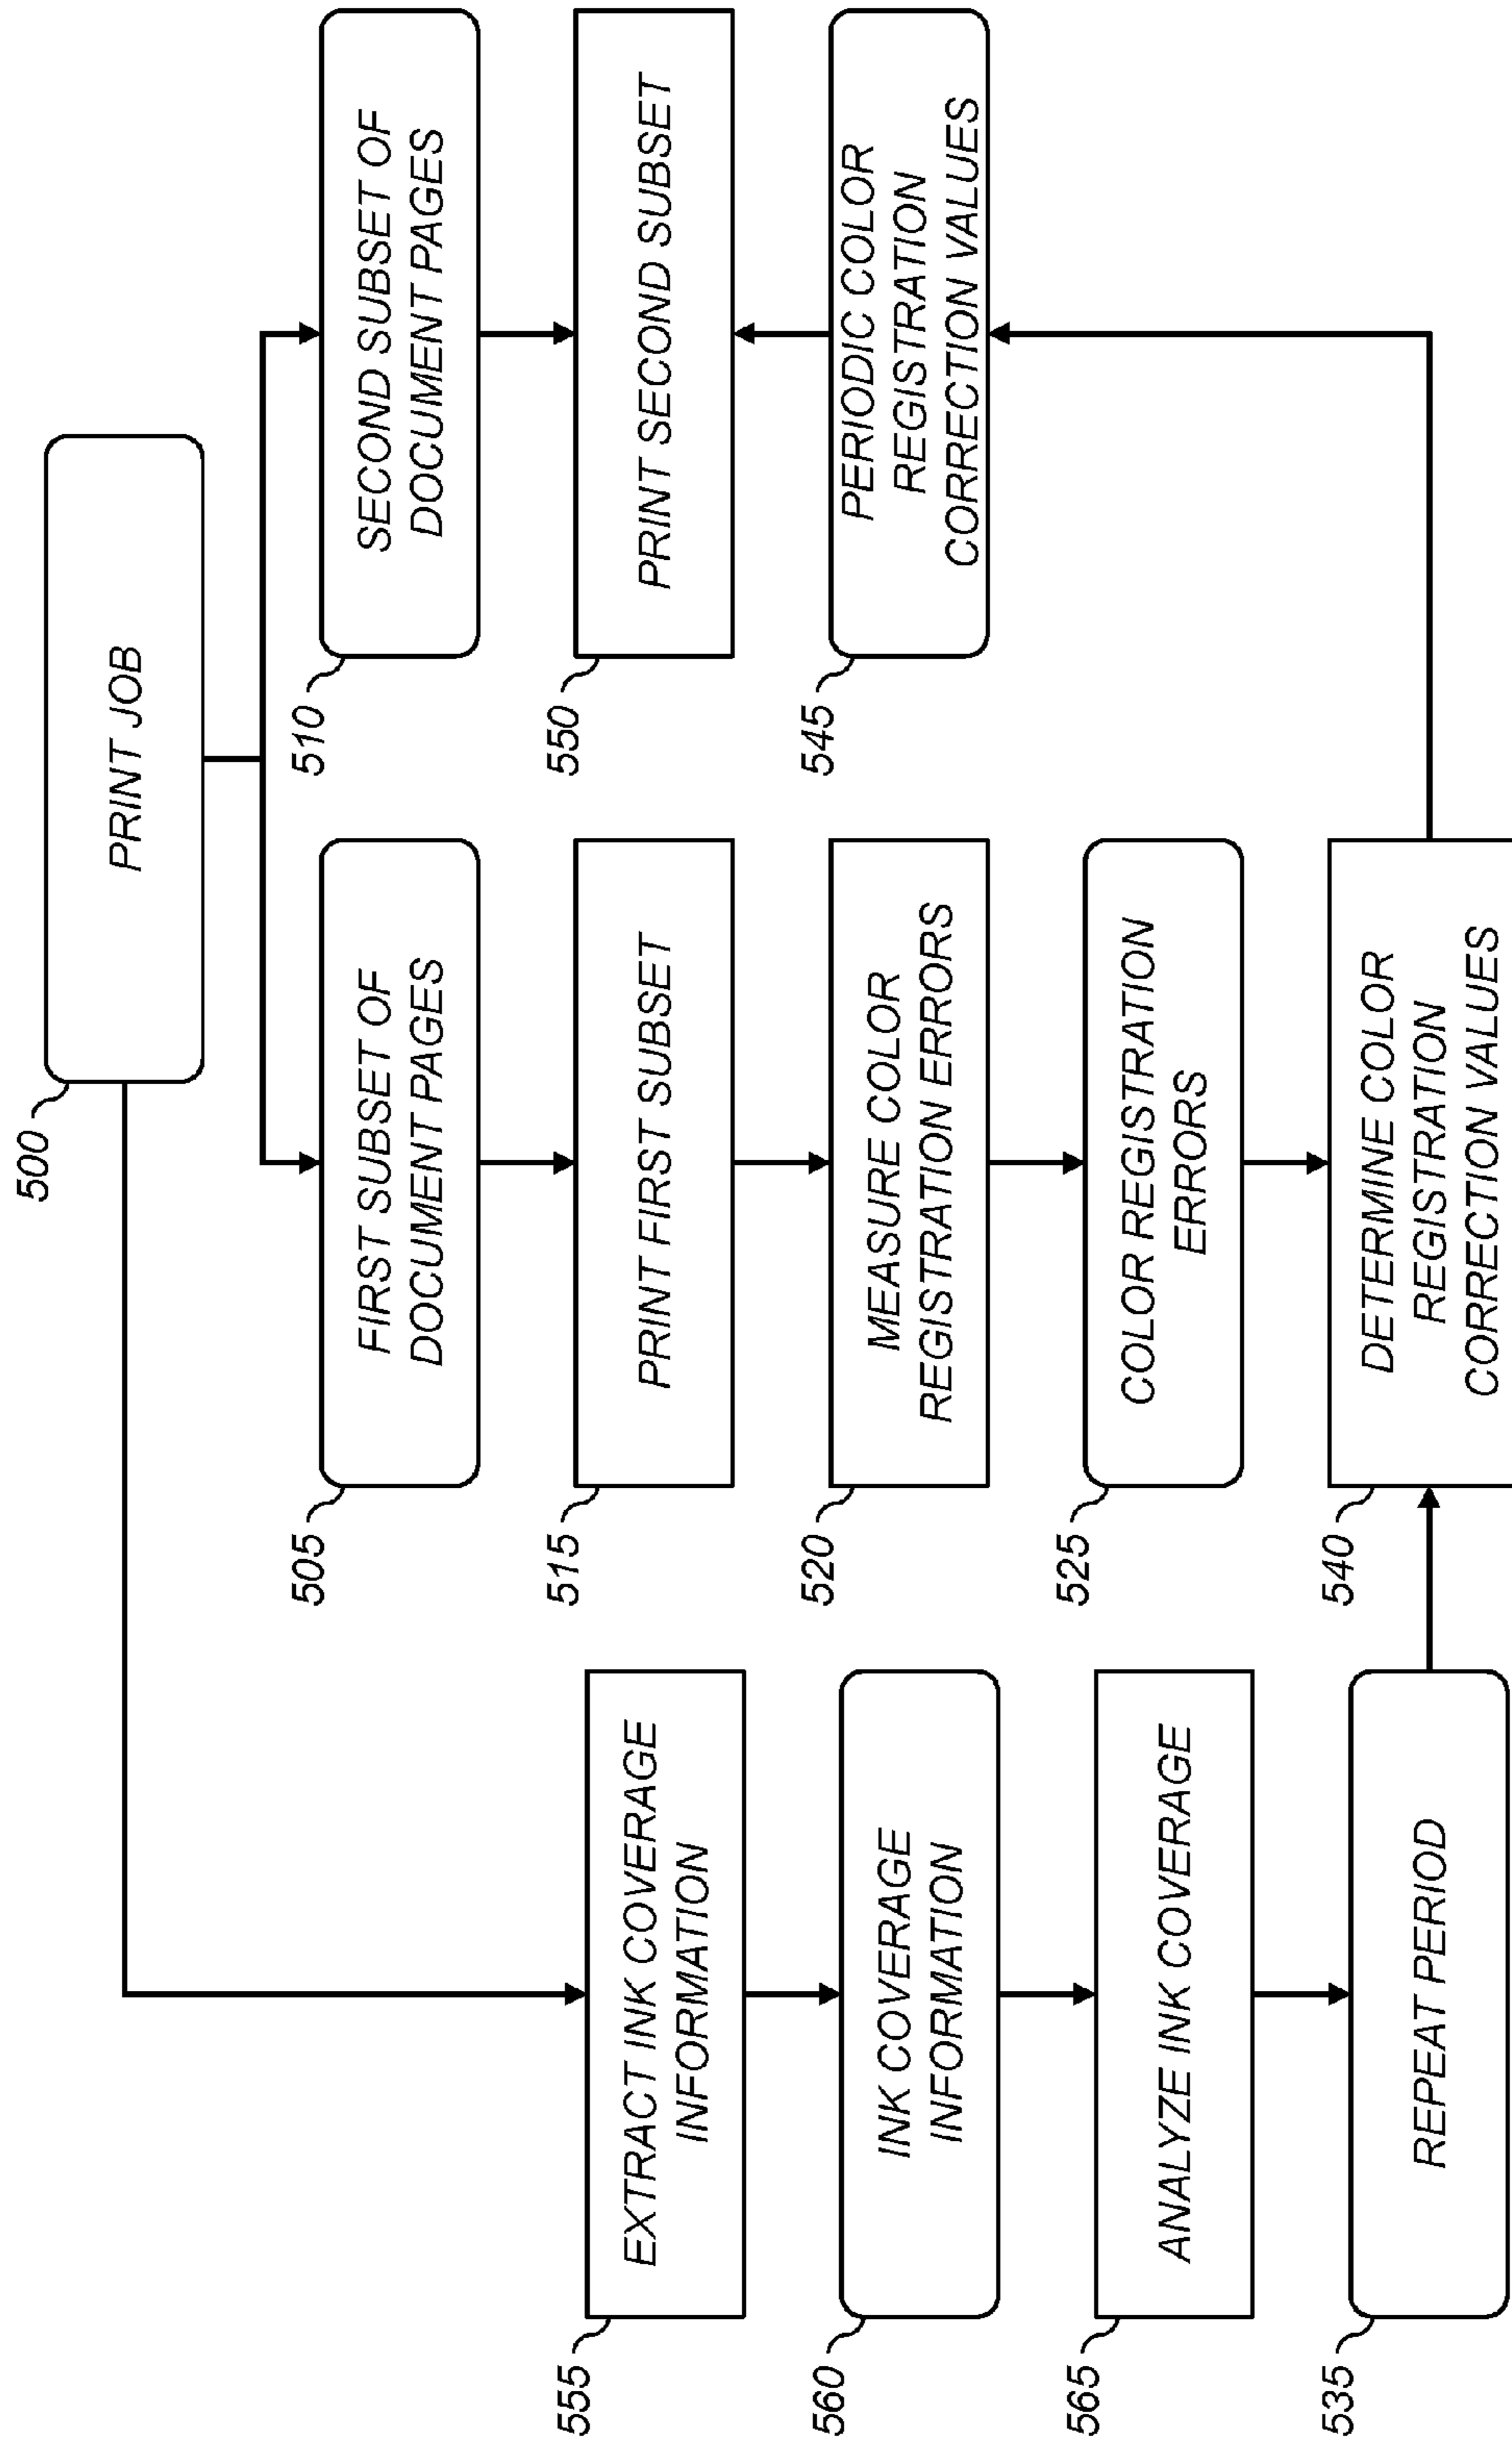 500
PRINT JOB
505
FIRST SUBSET OF
DOCUMENT PAGES
510
SECOND SUBSET OF
DOCUMENT PAGES
555
EXTRACT INK COVERAGE
INFORMATION
515
PRINT FIRST SUBSET
550
PRINT SECOND SUBSET
560
INK COVERAGE
INFORMATION
520
MEASURE COLOR
REGISTRATION ERRORS
545
PERIODIC COLOR
REGISTRATION
CORRECTION VALUES
565
ANALYZE INK COVERAGE
525
COLOR REGISTRATION
ERRORS
535
REPEAT PERIOD
540
DETERMINE COLOR
REGISTRATION
CORRECTION VALUES